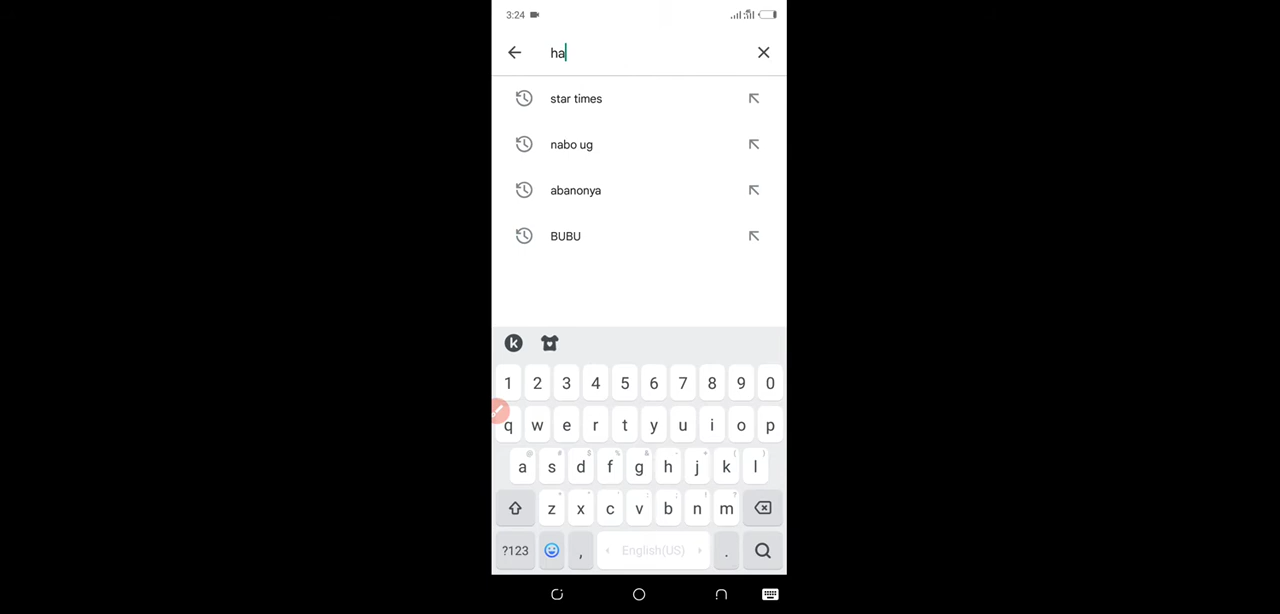 3:24
ha
star times
nabo ug
abanonya
BUBU
k
1 2 3 4 5 6 7 8 9 0
q w e r t y u i o p
a s d f g h j k l
z x c v b n m
?123 , English(US) .